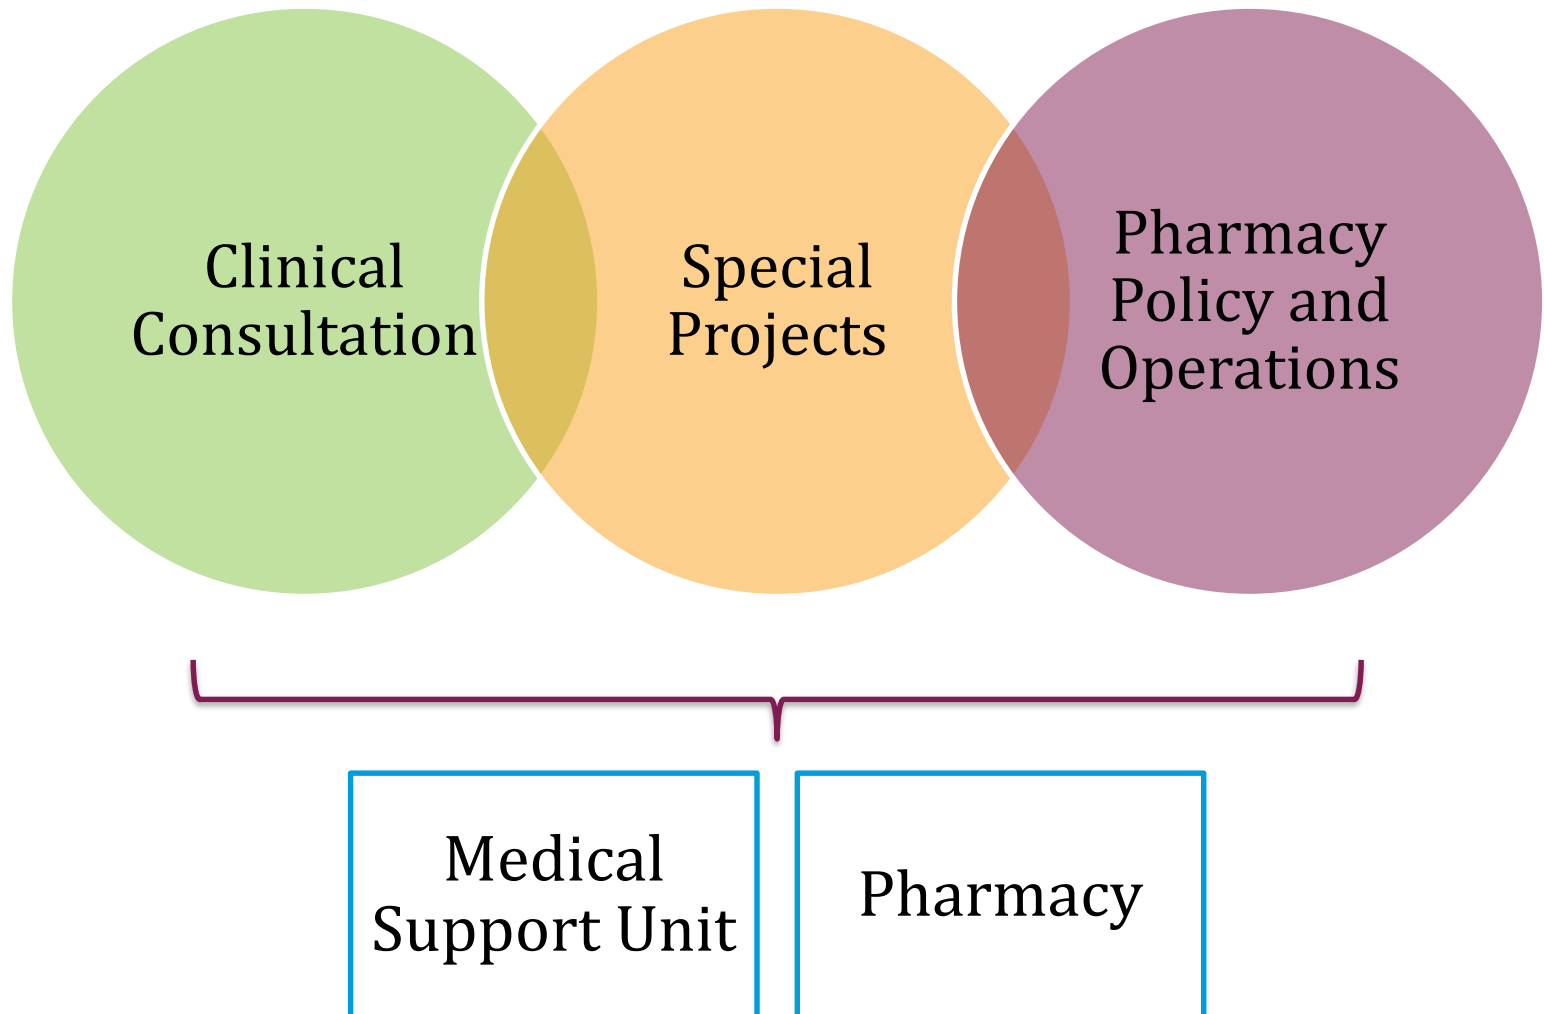 Clinical
Consultation
Special
Projects
Pharmacy
Policy and
Operations
Medical
Support Unit
Pharmacy